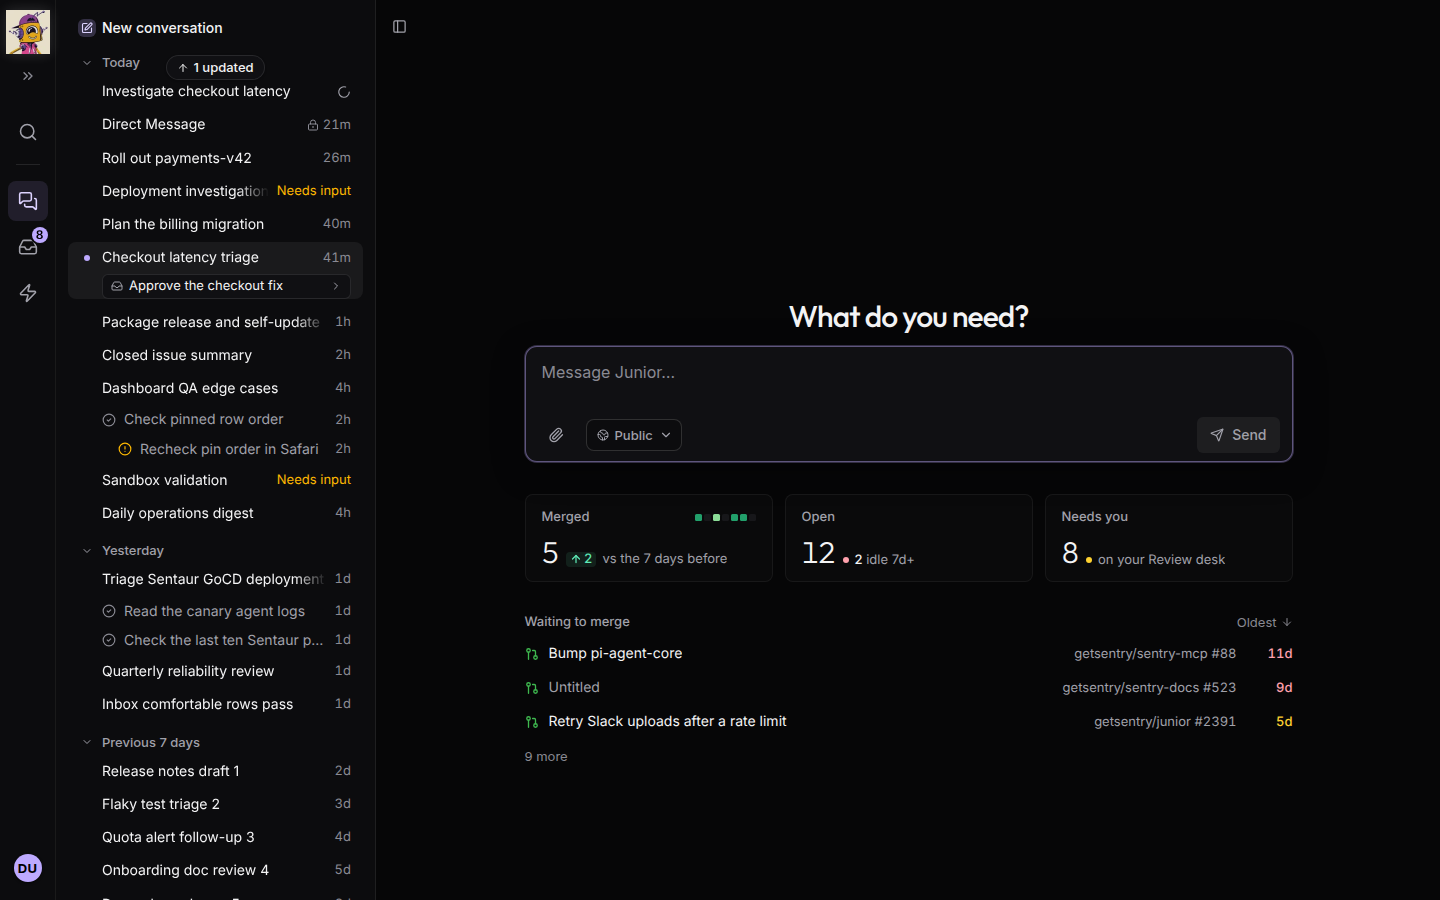 New conversation
Today
1 updated
Investigate checkout latency
Direct Message 21m
Roll out payments-v42 26m
Deployment investigation Needs input
Plan the billing migration 40m
Checkout latency triage 41m
Approve the checkout fix
Package release and self-update 1h
Closed issue summary 2h
Dashboard QA edge cases 4h
Check pinned row order 2h
Recheck pin order in Safari 2h
Sandbox validation Needs input
Daily operations digest 4h
Yesterday
Triage Sentaur GoCD deployment 1d
Read the canary agent logs 1d
Check the last ten Sentaur p... 1d
Quarterly reliability review 1d
Inbox comfortable rows pass 1d
Previous 7 days
Release notes draft 1 2d
Flaky test triage 2 3d
Quota alert follow-up 3 4d
Onboarding doc review 4 5d
8
DU
What do you need?
Message Junior...
Public
Send
Merged
5 2 vs the 7 days before
Open
12 2 idle 7d+
Needs you
8 on your Review desk
Waiting to merge Oldest
Bump pi-agent-core getsentry/sentry-mcp #88 11d
Untitled getsentry/sentry-docs #523 9d
Retry Slack uploads after a rate limit getsentry/junior #2391 5d
9 more